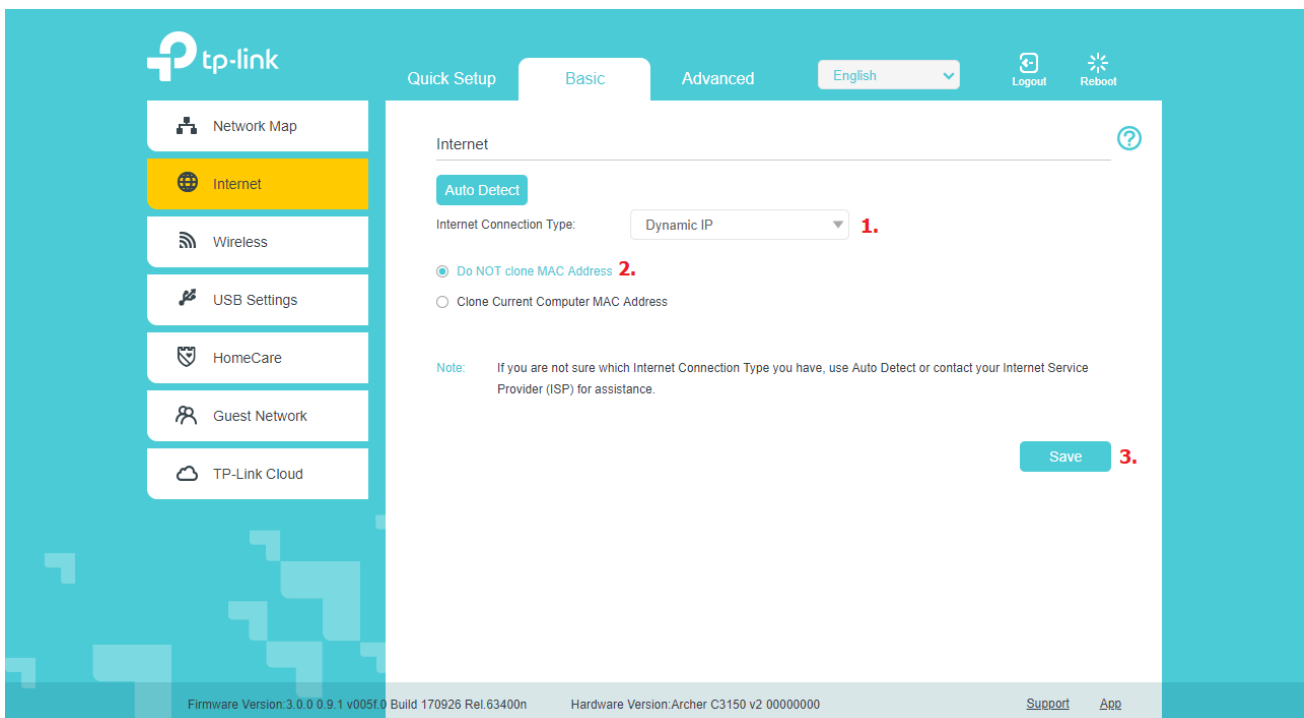 tp-link
Quick Setup
Basic
Advanced
English
Logout
Reboot
Network Map
Internet
Wireless
USB Settings
HomeCare
Guest Network
TP-Link Cloud
Internet
Auto Detect
Internet Connection Type: Dynamic IP 1.
Do NOT clone MAC Address 2.
Clone Current Computer MAC Address
Note: If you are not sure which Internet Connection Type you have, use Auto Detect or contact your Internet Service
Provider (ISP) for assistance.
Save 3.
Firmware Version:3.0.0 0.9.1 v005f.0 Build 170926 Rel.63400n Hardware Version:Archer C3150 v2 00000000 Support App